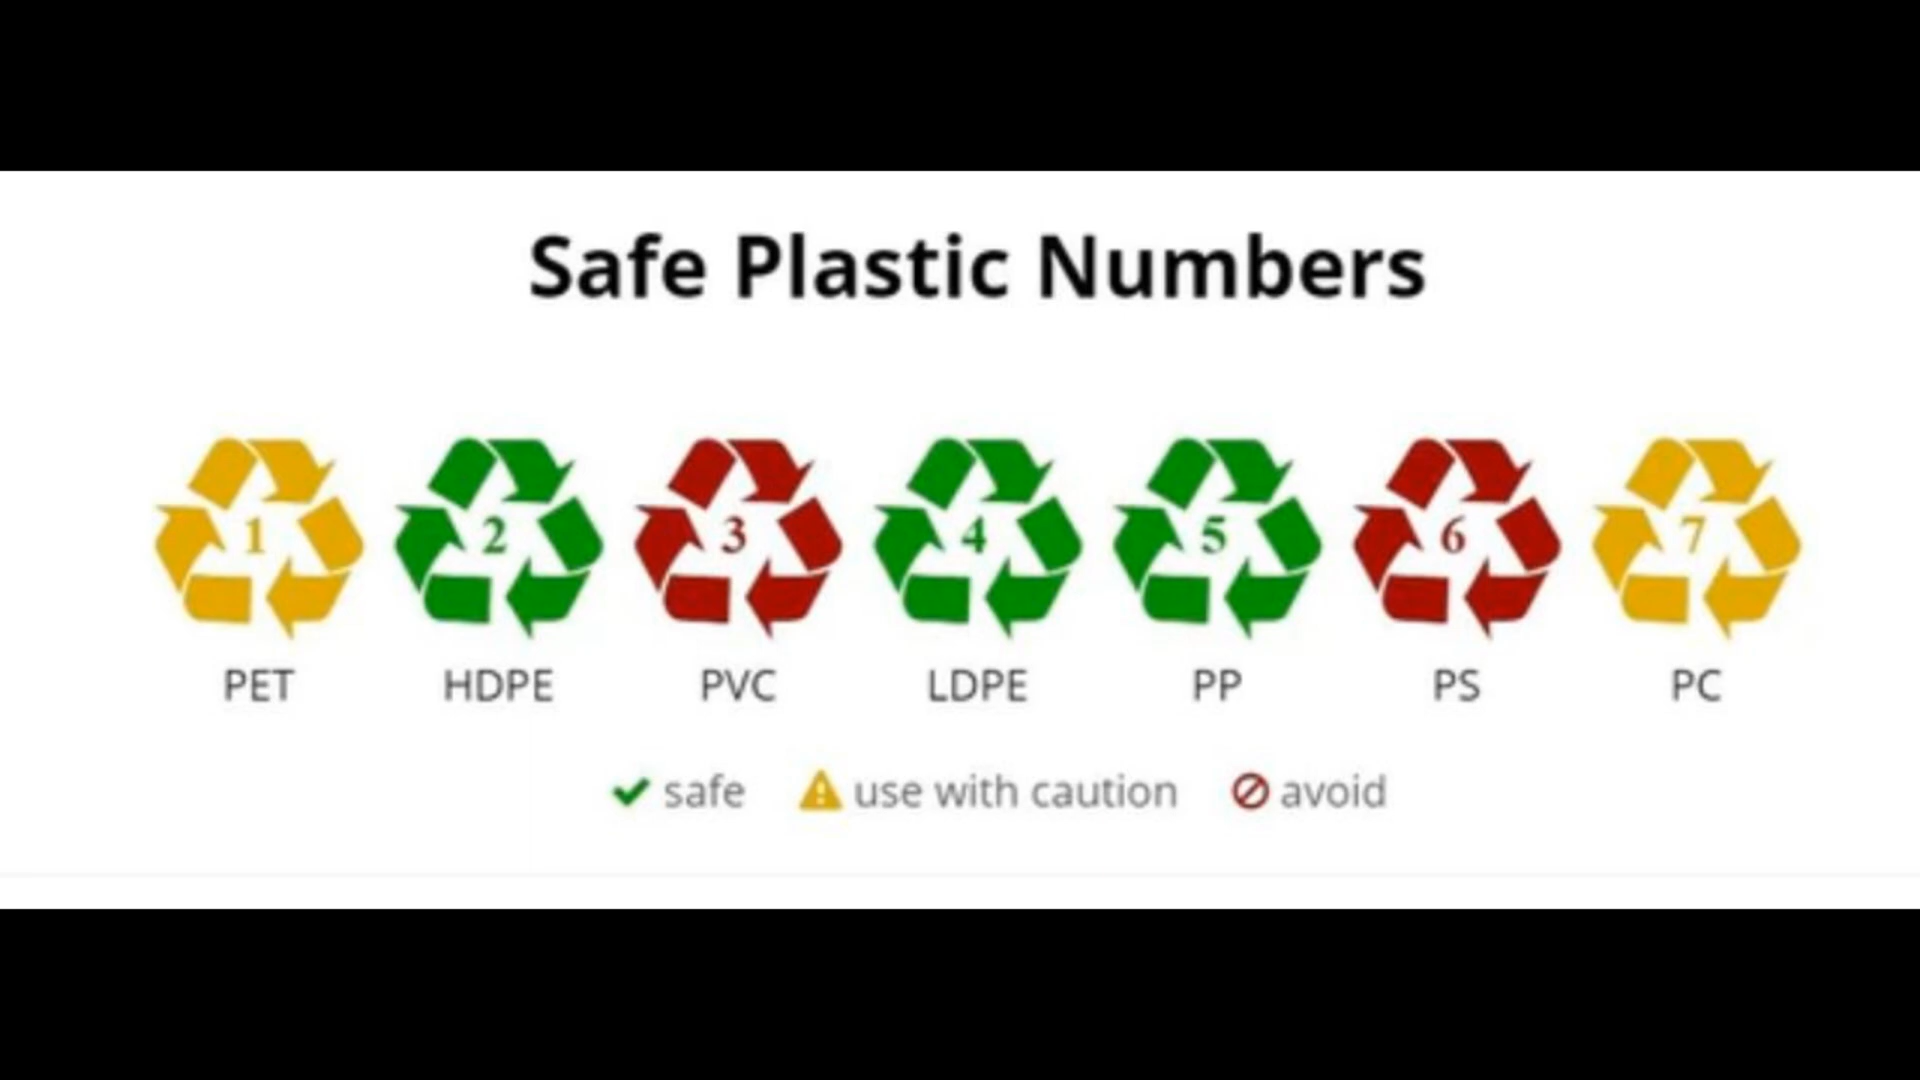 Safe Plastic Numbers
1 2 3 4 5 6 7
PET HDPE PVC LDPE PP PS PC
safe use with caution avoid